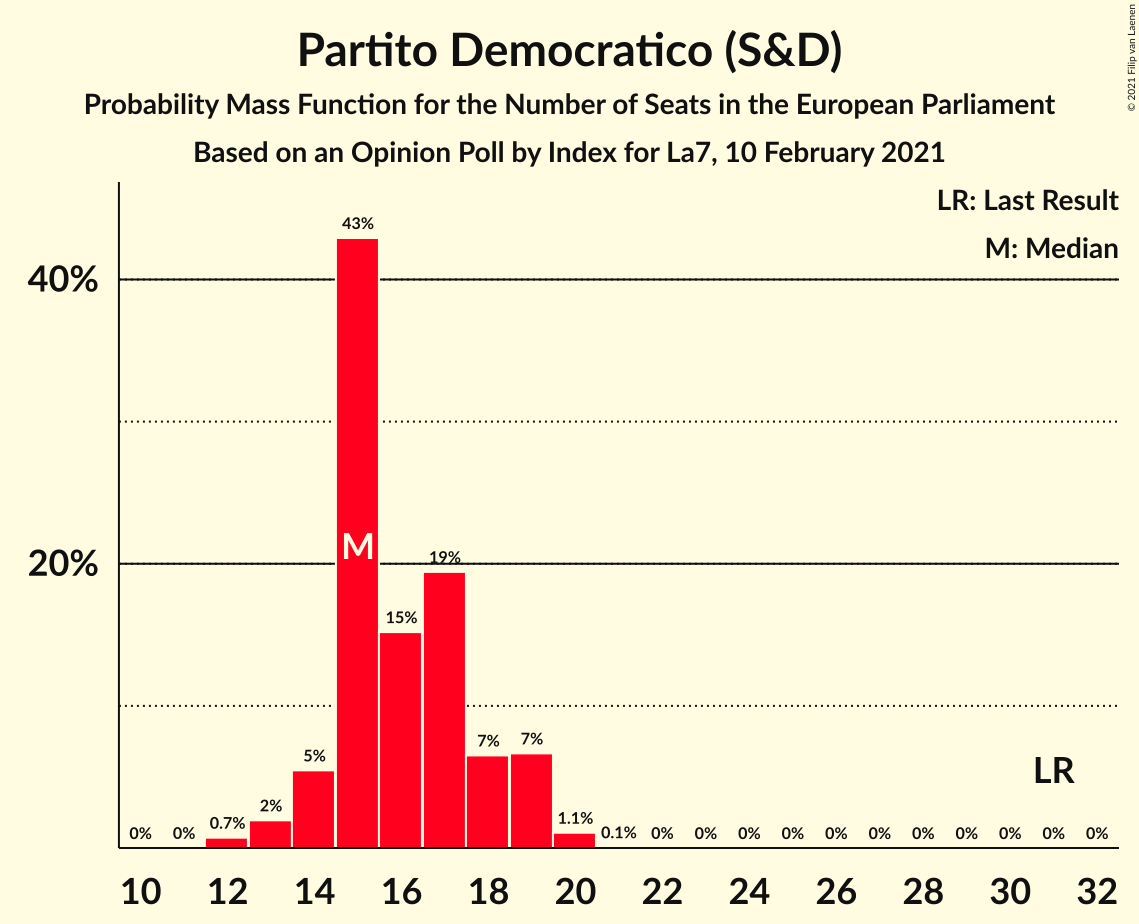 Partito Democratico (S&D)
Probability Mass Function for the Number of Seats in the European Parliament
Based on an Opinion Poll by Index for La7, 10 February 2021
© 2021 Filip van Laenen
LR: Last Result
M: Median
43%
40%
M
20%
19%
15%
7%
7%
5%
LR
2%
1.1%
0.7%
0% 0% 0.1% 0% 0% 0% 0% 0% 0% 0% 0% 0% 0% 0%
10 12 14 16 18 20 22 24 26 28 30 32